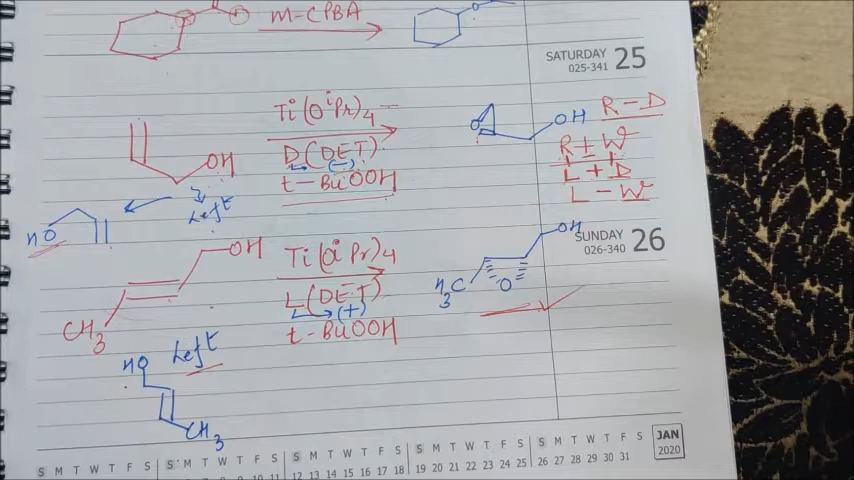 m-CPBA
SATURDAY 25
025-341
Ti(OiPr)4
OH
D(DET)
(-)
t-BuOOH
Left
HO
O
OH
R-D
R+W
L+D
L-W
SUNDAY 26
026-340
OH
CH3
Ti(OiPr)4
L(DET)
(+)
t-BuOOH
OH
H3C
O
Left
HO
CH3
S M T W T F S S M T W T F S S M T W T F S S M T W T F S S M T W T F S
12 13 14 15 16 17 18 19 20 21 22 23 24 25 26 27 28 29 30 31
JAN
2020